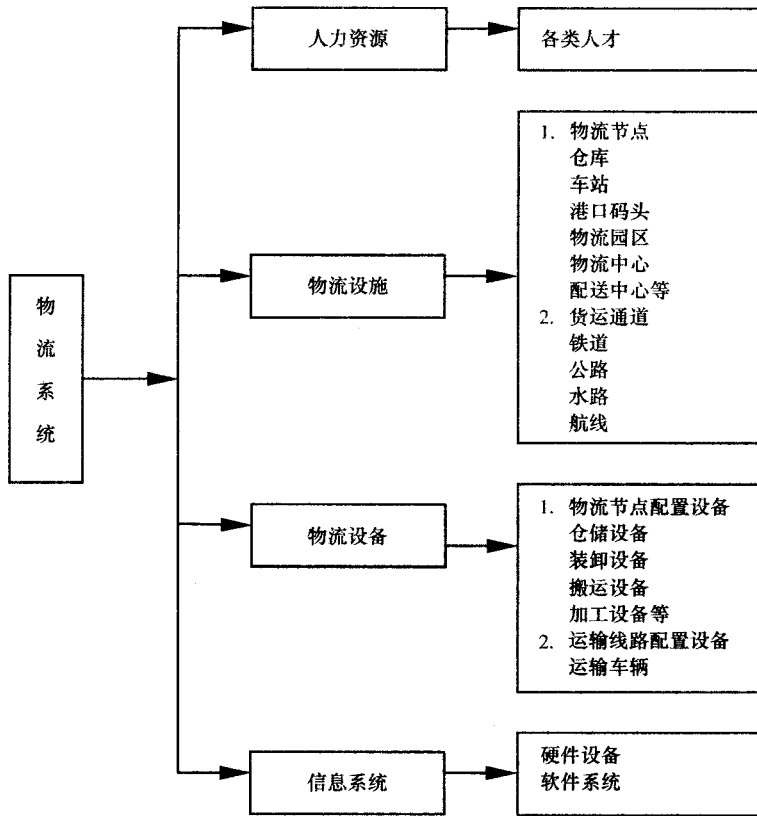 物流系统
人力资源
各类人才
物流设施
1. 物流节点
仓库
车站
港口码头
物流园区
物流中心
配送中心等
2. 货运通道
铁道
公路
水路
航线
物流设备
1. 物流节点配置设备
仓储设备
装卸设备
搬运设备
加工设备等
2. 运输线路配置设备
运输车辆
信息系统
硬件设备
软件系统